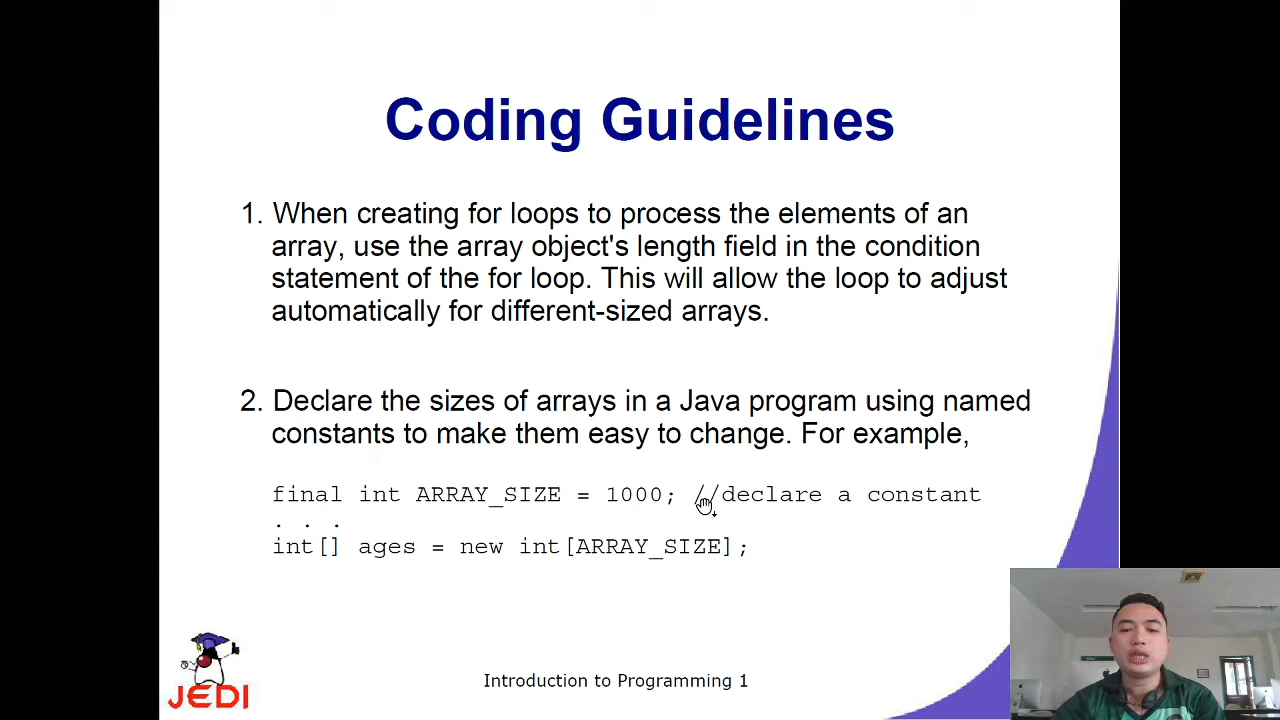 Coding Guidelines
1. When creating for loops to process the elements of an
array, use the array object's length field in the condition
statement of the for loop. This will allow the loop to adjust
automatically for different-sized arrays.
2. Declare the sizes of arrays in a Java program using named
constants to make them easy to change. For example,
final int ARRAY_SIZE = 1000; //declare a constant
. . .
int[] ages = new int[ARRAY_SIZE];
JEDI
Introduction to Programming 1